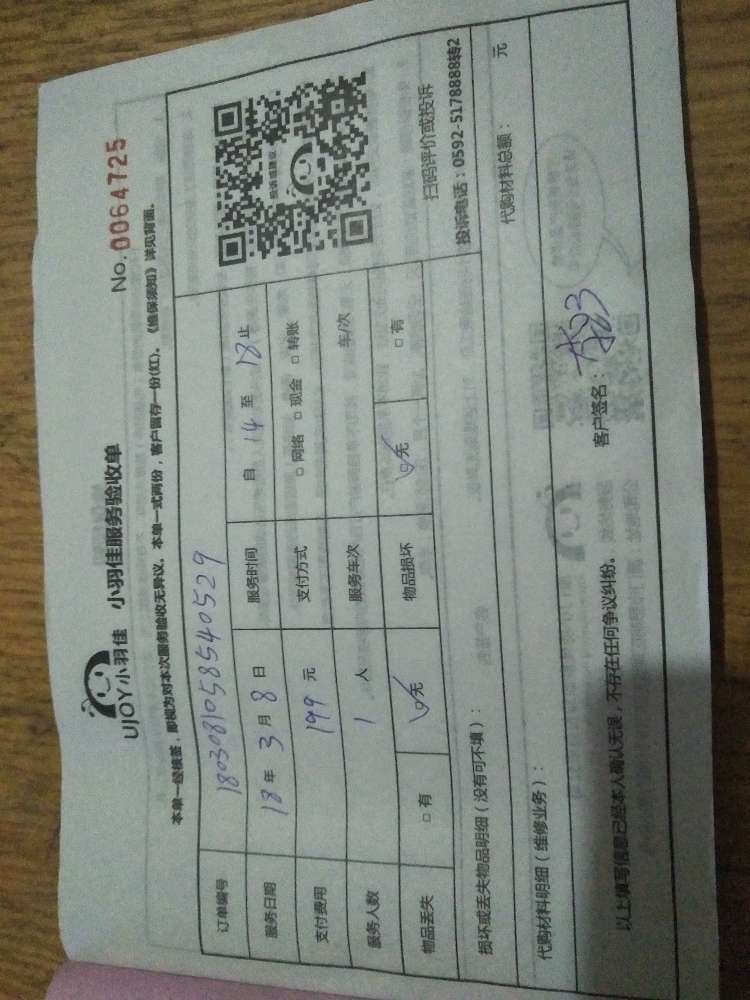 UJOY小羽佳 小羽佳服务验收单
No. 0064725
本单一经核签，即视为对本次服务验收无异议。本单一式两份，客户留存一份(红)。《维保须知》详见背面。
订单编号 180308105854 0529
服务日期 18 年 3 月 8 日 服务时间 自 14 至 18 止
支付费用 199 元 支付方式 □ 网络 □ 现金 □ 转账
服务人数 1 人 服务车次 车/次
物品丢失 □ 有 ☑ 无 物品损坏 ☑ 无 □ 有
投诉或建议
扫码评价或投诉
投诉电话：0592-5178888转2
损坏或丢失物品明细（没有可不填）：
代购材料明细（维修业务）： 代购材料总额： 元
以上填写信息已经本人确认无误，不存在任何争议纠纷。 客户签名：